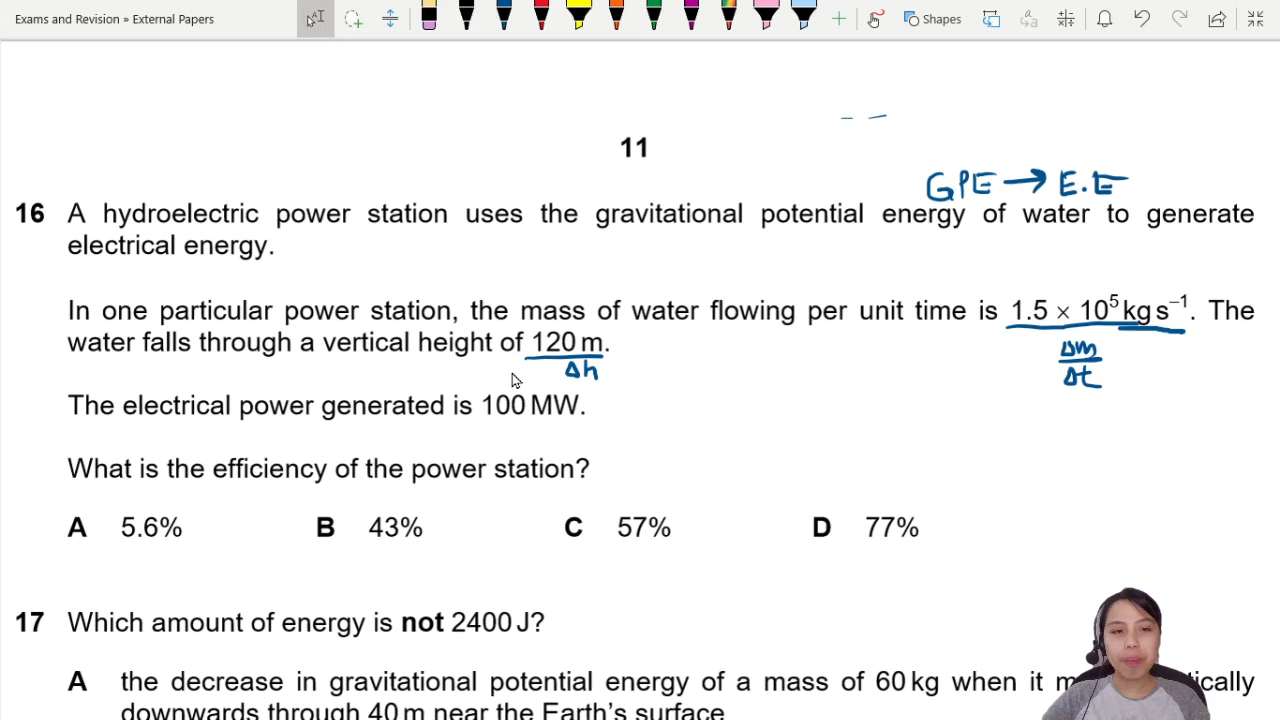 Exams and Revision » External Papers
Shapes
11
GPE → E.E
16 A hydroelectric power station uses the gravitational potential energy of water to generate
electrical energy.
In one particular power station, the mass of water flowing per unit time is 1.5 × 10⁵ kg s⁻¹. The
water falls through a vertical height of 120 m.
Δh
Δm
Δt
The electrical power generated is 100 MW.
What is the efficiency of the power station?
A 5.6% B 43% C 57% D 77%
17 Which amount of energy is not 2400 J?
A the decrease in gravitational potential energy of a mass of 60 kg when it
downwards through 40 m near the Earth's surface